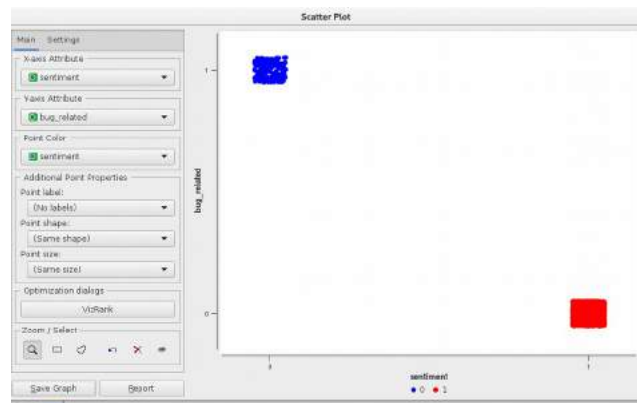 Scatter Plot
Main Settings
X-axis Attribute
sentiment
Y-axis Attribute
bug_related
Point Color
sentiment
Additional Point Properties
Point label:
(No labels)
Point shape:
(Same shape)
Point size:
(Same size)
Optimization dialogs
VizRank
Zoom / Select
Save Graph Report
1
bug_related
0
0 1
sentiment
0 1